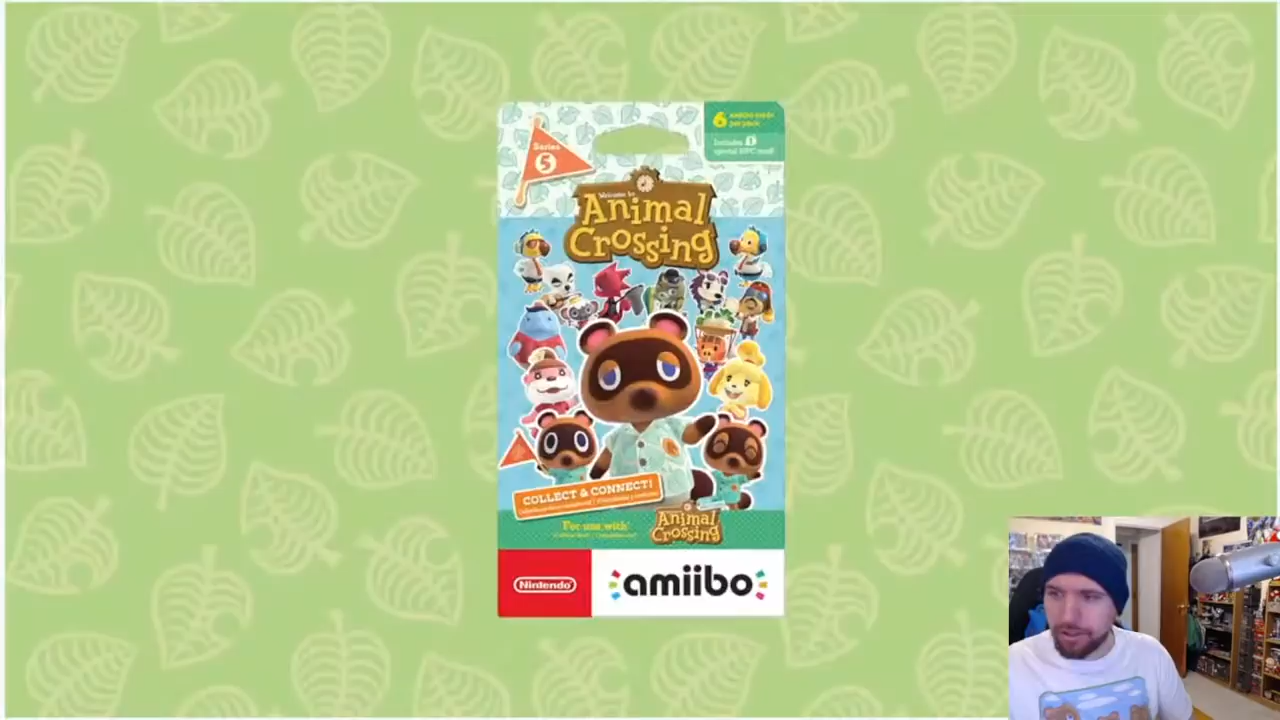 Series
5
6 amiibo cards
per pack
Includes 1
special NPC card!
Welcome to
Animal
Crossing
COLLECT & CONNECT!
For use with
Animal
Crossing
Nintendo
amiibo